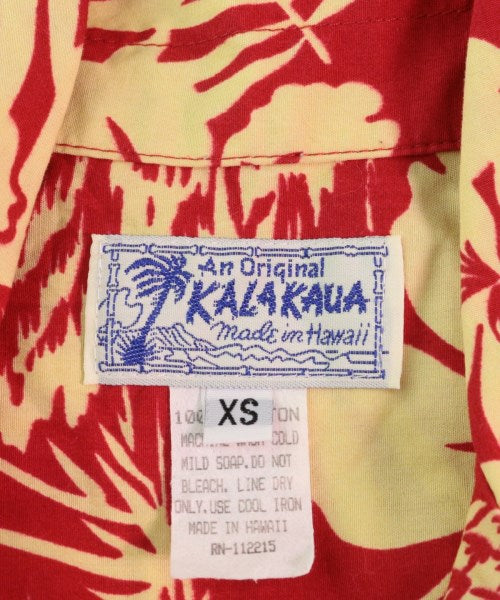 An Original
KALAKAUA
made in Hawaii
XS
MACHINE WASH COLD
MILD SOAP. DO NOT
BLEACH. LINE DRY
ONLY. USE COOL IRON
MADE IN HAWAII
RN-112215